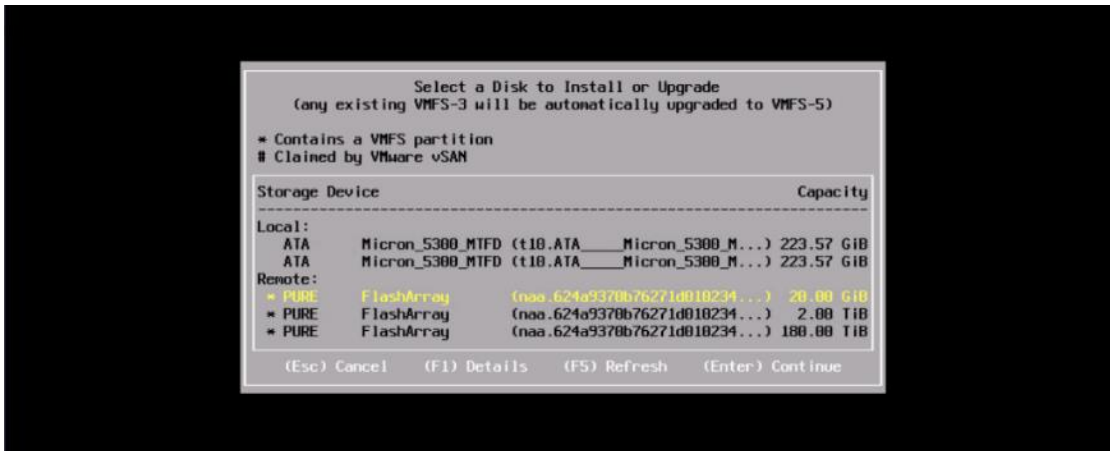 Select a Disk to Install or Upgrade
(any existing VMFS-3 will be automatically upgraded to VMFS-5)
* Contains a VMFS partition
# Claimed by VMware vSAN
Storage Device Capacity
Local:
ATA Micron_5300_MTFD (t10.ATA_____Micron_5300_M...) 223.57 GiB
ATA Micron_5300_MTFD (t10.ATA_____Micron_5300_M...) 223.57 GiB
Remote:
* PURE FlashArray (naa.624a9370b76271d010234...) 20.00 GiB
* PURE FlashArray (naa.624a9370b76271d010234...) 2.00 TiB
* PURE FlashArray (naa.624a9370b76271d010234...) 180.00 TiB
(Esc) Cancel (F1) Details (F5) Refresh (Enter) Continue